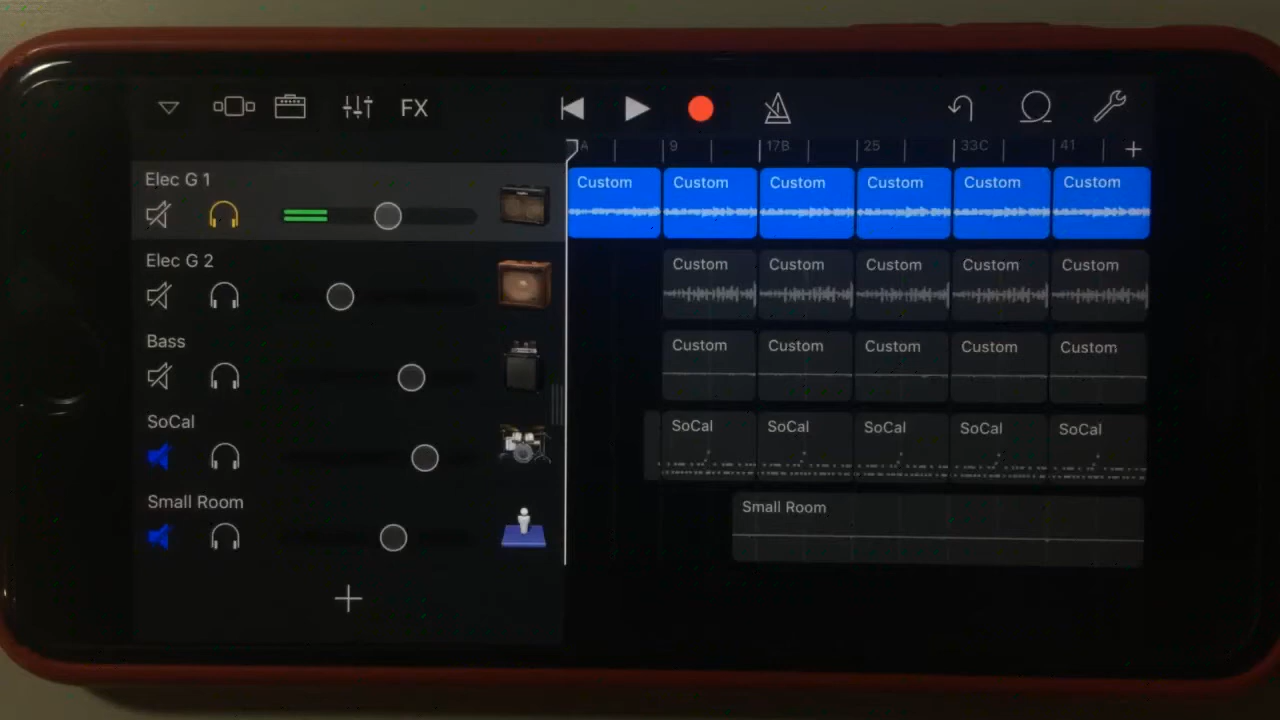 FX
A 9 17B 25 33C 41
Elec G 1
Custom Custom Custom Custom Custom Custom
Elec G 2
Custom Custom Custom Custom Custom
Bass
Custom Custom Custom Custom Custom
SoCal
SoCal SoCal SoCal SoCal SoCal
Small Room
Small Room